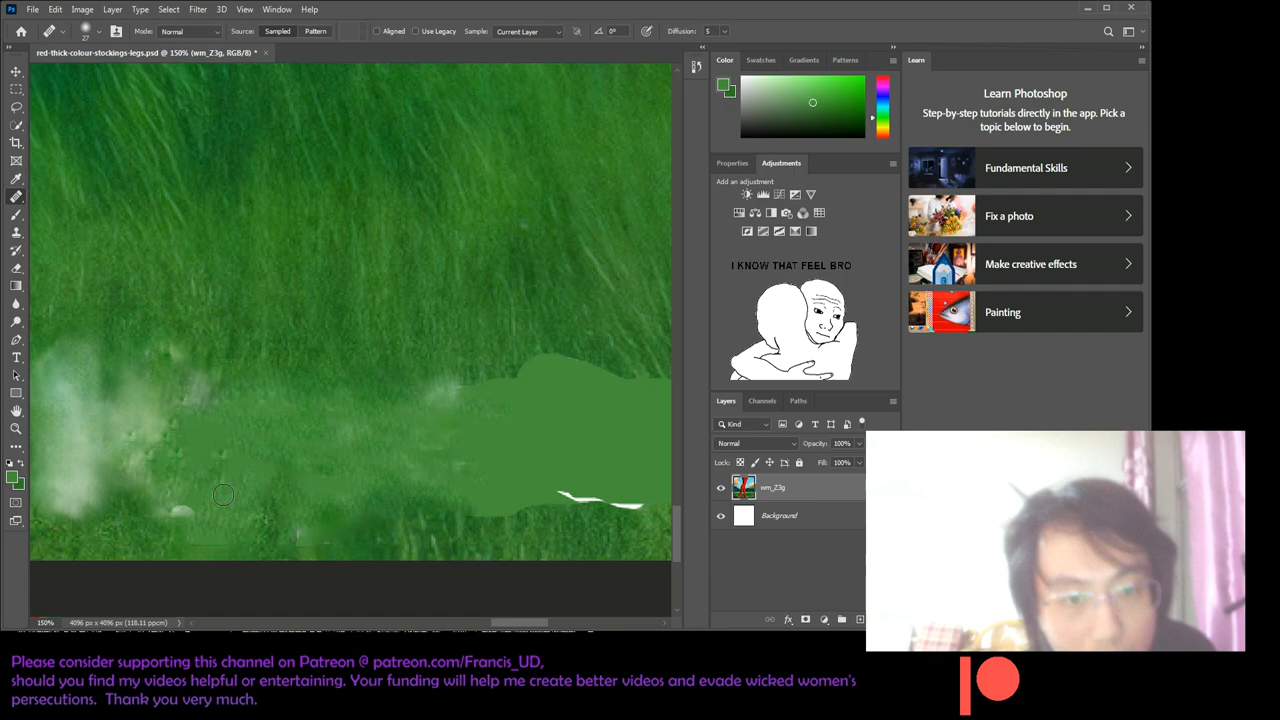 File Edit Image Layer Type Select Filter 3D View Window Help
27 Mode: Normal Source: Sampled Pattern Aligned Use Legacy Sample: Current Layer 0° Diffusion: 5
red-thick-colour-stockings-legs.psd @ 150% (wm_Z3g, RGB/8) *
Color Swatches Gradients Patterns
Learn
Learn Photoshop
Step-by-step tutorials directly in the app. Pick a
topic below to begin.
Properties Adjustments
Fundamental Skills
Add an adjustment
Fix a photo
Make creative effects
I KNOW THAT FEEL BRO
Painting
Layers Channels Paths
Kind
Normal Opacity: 100%
Lock: Fill: 100%
wm_Z3g
Background
150% 4096 px x 4096 px (118.11 ppcm)
Please consider supporting this channel on Patreon @ patreon.com/Francis_UD,
should you find my videos helpful or entertaining. Your funding will help me create better videos and evade wicked women's
persecutions. Thank you very much.